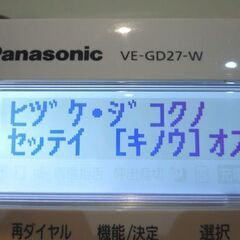 Panasonic VE-GD27-W
ヒヅケ・ジコクノ
セッテイ [キノウ]オス
再ダイヤル 機能/決定 選択